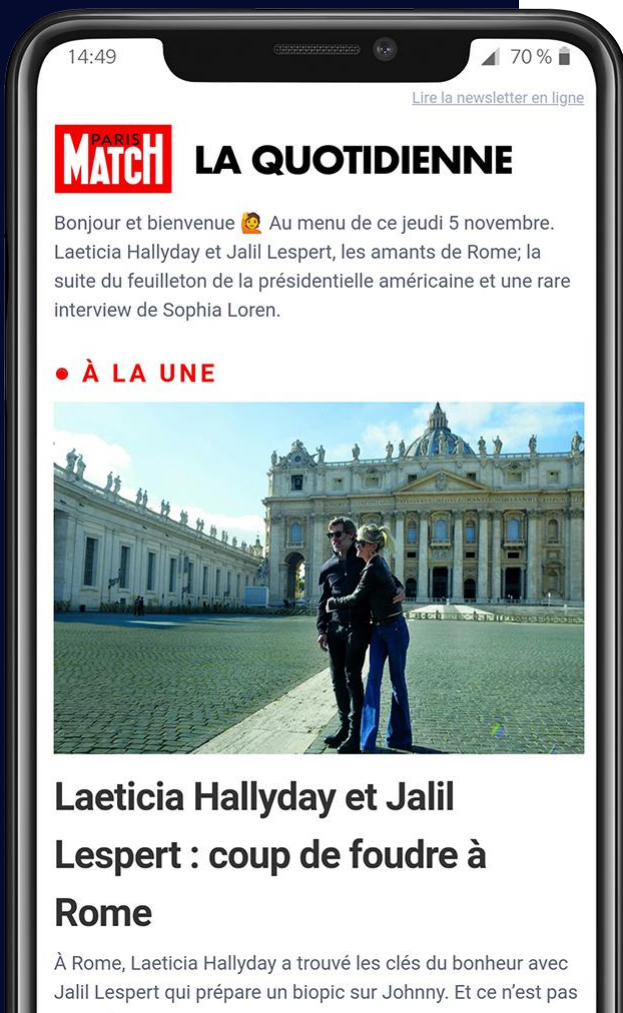 14:49
70 %
Lire la newsletter en ligne
PARIS
MATCH
LA QUOTIDIENNE
Bonjour et bienvenue 🙋 Au menu de ce jeudi 5 novembre.
Laeticia Hallyday et Jalil Lespert, les amants de Rome; la
suite du feuilleton de la présidentielle américaine et une rare
interview de Sophia Loren.
• À LA UNE
Laeticia Hallyday et Jalil
Lespert : coup de foudre à
Rome
À Rome, Laeticia Hallyday a trouvé les clés du bonheur avec
Jalil Lespert qui prépare un biopic sur Johnny. Et ce n’est pas